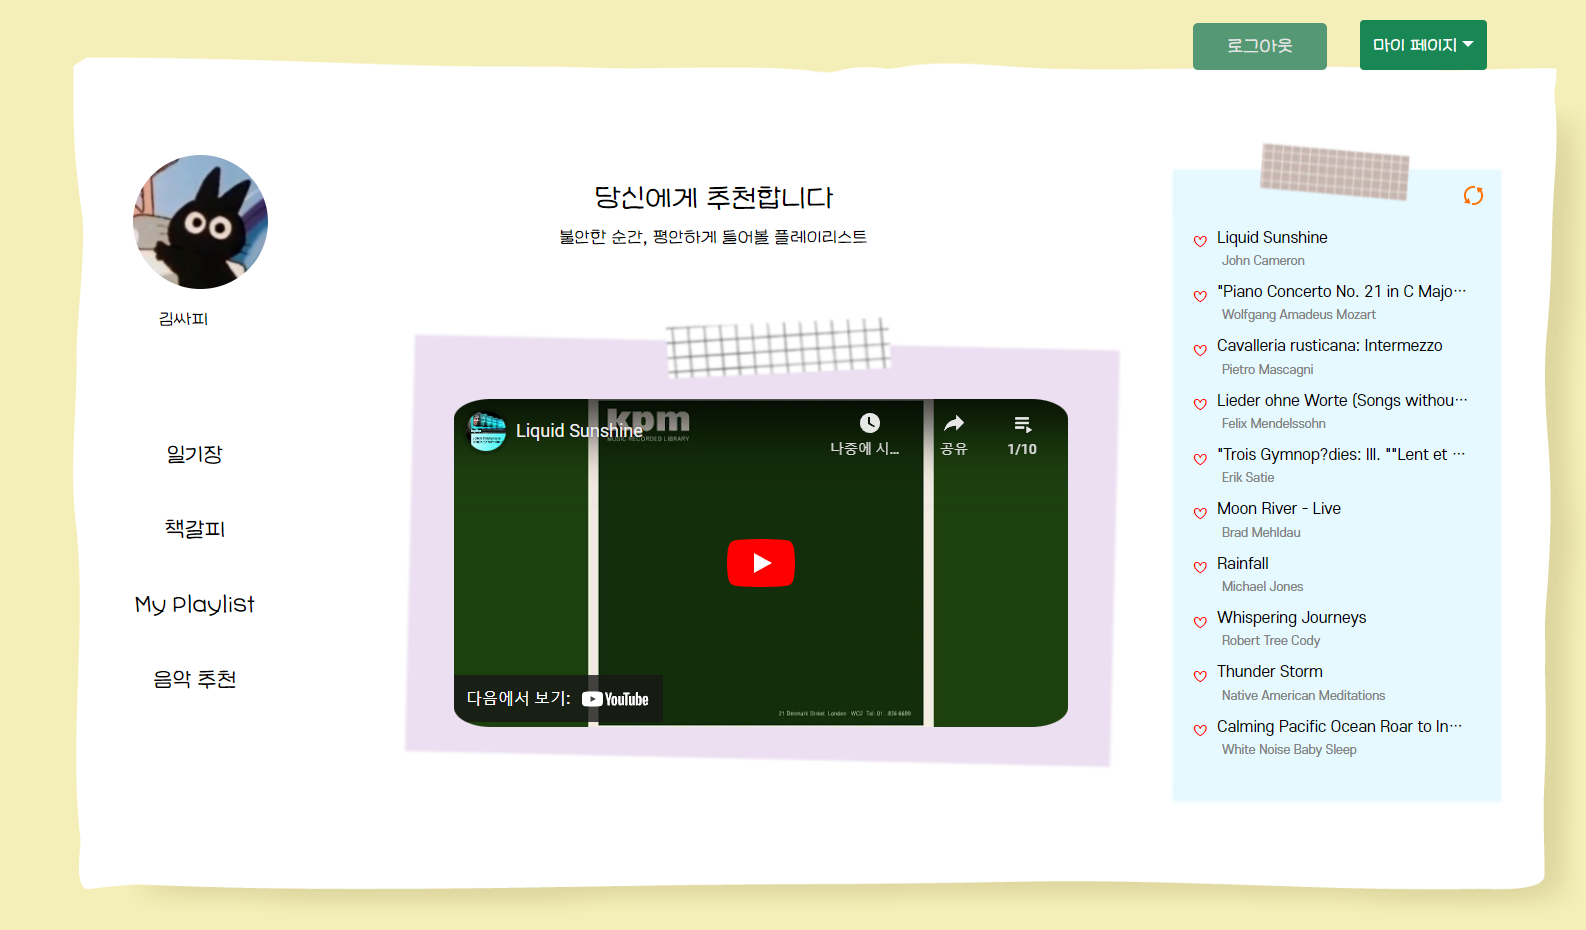 로그아웃
마이 페이지
김싸피
일기장
책갈피
My Playlist
음악 추천
당신에게 추천합니다
불안한 순간, 평안하게 들어볼 플레이리스트
kpm
MUSIC RECORDED LIBRARY
Liquid Sunshine
나중에 시...
공유
1/10
다음에서 보기: YouTube
21 Denmark Street London WC2 Tel: 01 . 836 6699
Liquid Sunshine
John Cameron
"Piano Concerto No. 21 in C Majo…
Wolfgang Amadeus Mozart
Cavalleria rusticana: Intermezzo
Pietro Mascagni
Lieder ohne Worte (Songs withou…
Felix Mendelssohn
"Trois Gymnop?dies: III. ""Lent et …
Erik Satie
Moon River - Live
Brad Mehldau
Rainfall
Michael Jones
Whispering Journeys
Robert Tree Cody
Thunder Storm
Native American Meditations
Calming Pacific Ocean Roar to In…
White Noise Baby Sleep